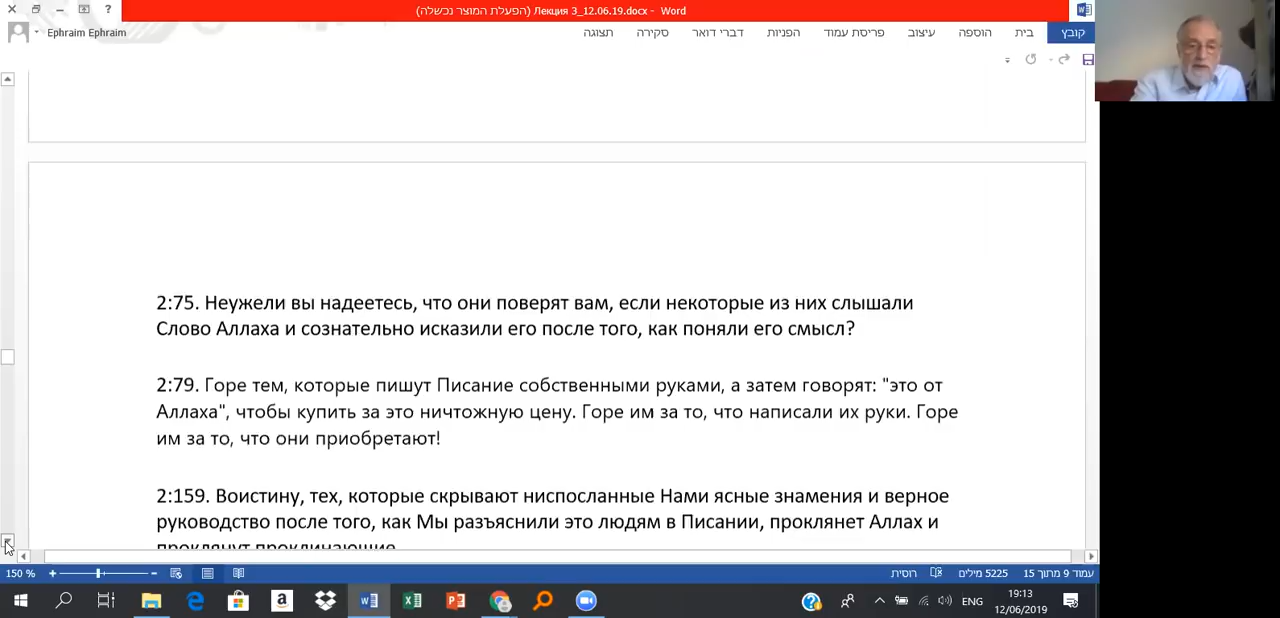 Лекция 3_12.06.19.docx - Word (הפעלת המוצר נכשלה)
Ephraim Ephraim
קובץ בית הוספה עיצוב פריסת עמוד הפניות דברי דואר סקירה תצוגה
2:75. Неужели вы надеетесь, что они поверят вам, если некоторые из них слышали
Слово Аллаха и сознательно исказили его после того, как поняли его смысл?
2:79. Горе тем, которые пишут Писание собственными руками, а затем говорят: "это от
Аллаха", чтобы купить за это ничтожную цену. Горе им за то, что написали их руки. Горе
им за то, что они приобретают!
2:159. Воистину, тех, которые скрывают ниспосланные Нами ясные знамения и верное
руководство после того, как Мы разъяснили это людям в Писании, проклянет Аллах и
проклянут проклинающие
עמוד 9 מתוך 15 5225 מילים רוסית
150 %
ENG
19:13
12/06/2019